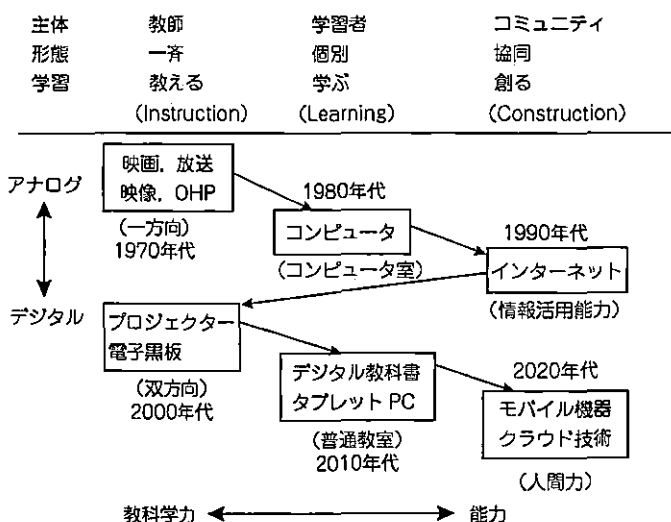 主体 教師 学習者 コミュニティ
形態 一斉 個別 協同
学習 教える 学ぶ 創る
(Instruction) (Learning) (Construction)
アナログ
映画, 放送
映像, OHP
(一方向)
1970年代
1980年代
コンピュータ
(コンピュータ室)
1990年代
インターネット
(情報活用能力)
デジタル
プロジェクター
電子黒板
(双方向)
2000年代
デジタル教科書
タブレット PC
(普通教室)
2010年代
2020年代
モバイル機器
クラウド技術
(人間力)
教科学力 能力